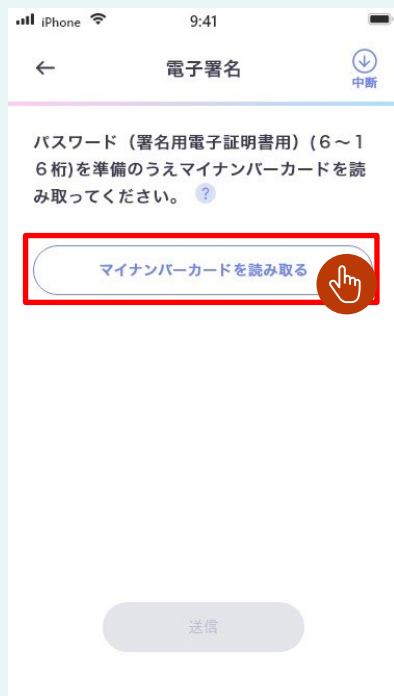 iPhone 9:41
電子署名
中断
パスワード（署名用電子証明書用）(６～１
６桁)を準備のうえマイナンバーカードを読
み取ってください。 ?
マイナンバーカードを読み取る
送信